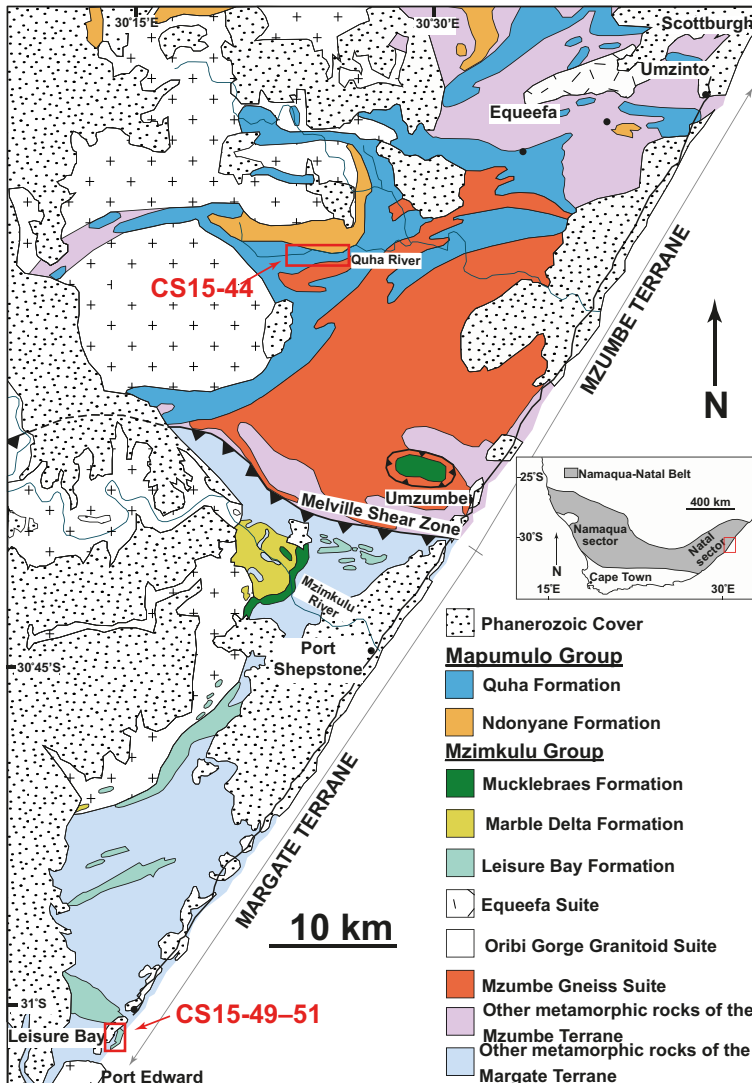 30°15'E
30°30'E
Scottburgh
Umzinto
Equeefa
Quha River
CS15-44
MZUMBE TERRANE
N
Umzumbe
Melville Shear Zone
Mzimkulu
River
Port
Shepstone
30°45'S
MARGATE TERRANE
10 km
31°S
Leisure Bay
CS15-49–51
Port Edward
Namaqua-Natal Belt
25°S
400 km
30°S
Namaqua
sector
Natal
sector
N
Cape Town
15°E
30°E
Phanerozoic Cover
Mapumulo Group
Quha Formation
Ndonyane Formation
Mzimkulu Group
Mucklebraes Formation
Marble Delta Formation
Leisure Bay Formation
Equeefa Suite
Oribi Gorge Granitoid Suite
Mzumbe Gneiss Suite
Other metamorphic rocks of the
Mzumbe Terrane
Other metamorphic rocks of the
Margate Terrane